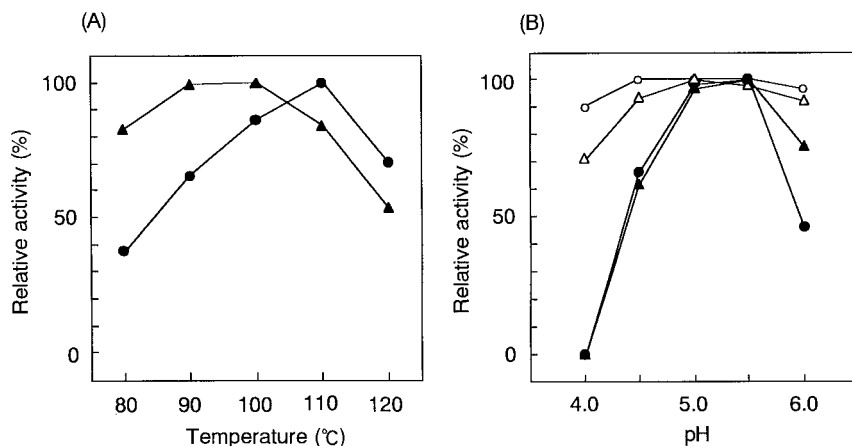 (A)
(B)
Relative activity (%)
100
50
0
80 90 100 110 120
Temperature (℃)
Relative activity (%)
100
50
0
4.0 5.0 6.0
pH